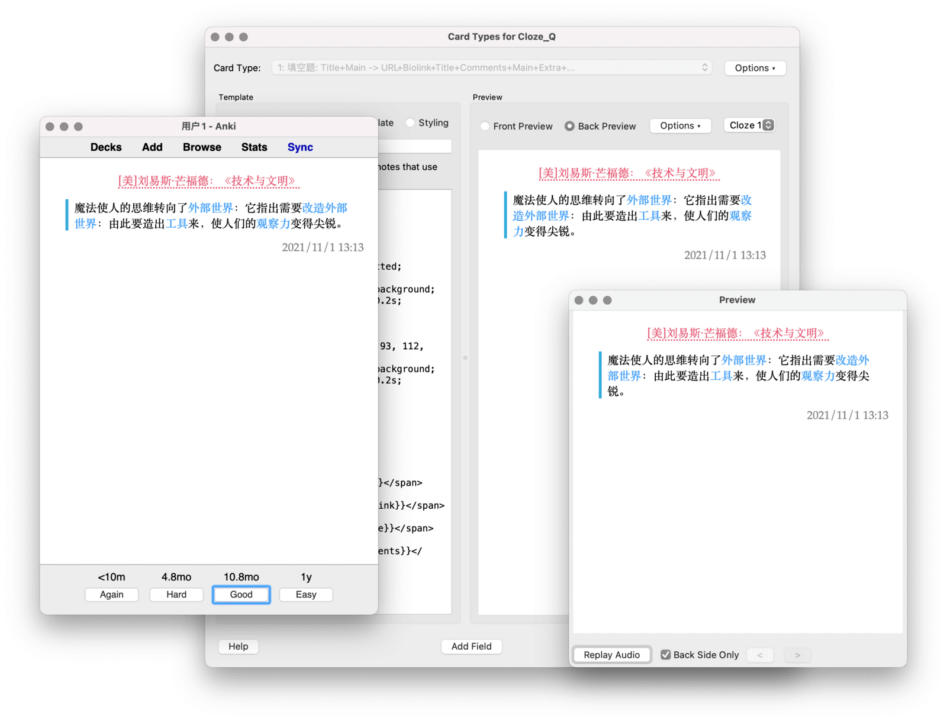 Card Types for Cloze_Q
Card Type:
1: 填空题: Title+Main -> URL+Biolink+Title+Comments+Main+Extra+...
Options
Template
Preview
late
Styling
Front Preview
Back Preview
Options
Cloze 1
notes that use
[美]刘易斯·芒福德: 《技术与文明》
魔法使人的思维转向了外部世界:它指出需要改
造外部世界:由此要造出工具来,使人们的观察
力变得尖锐。
2021/11/1 13:13
tted;
background;
0.2s;
93, 112,
background;
0.2s;
}</span>
ink}}</span>
e}}</span>
ents}}</
Help
Add Field
用户1 - Anki
Decks
Add
Browse
Stats
Sync
[美]刘易斯·芒福德: 《技术与文明》
魔法使人的思维转向了外部世界:它指出需要改造外部
世界:由此要造出工具来,使人们的观察力变得尖锐。
2021/11/1 13:13
<10m
4.8mo
10.8mo
1y
Again
Hard
Good
Easy
Preview
[美]刘易斯·芒福德: 《技术与文明》
魔法使人的思维转向了外部世界:它指出需要改造外
部世界:由此要造出工具来,使人们的观察力变得尖
锐。
2021/11/1 13:13
Replay Audio
Back Side Only
<
>